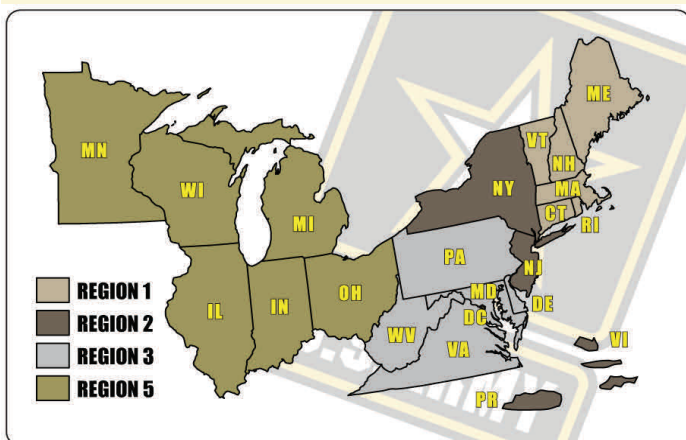 ME
VT
NH
MN
NY
MA
WI
CT
RI
MI
PA
NJ
REGION 1
OH
MD
DE
IL
IN
REGION 2
DC
WV
VI
VA
REGION 3
REGION 5
PR
ARMY